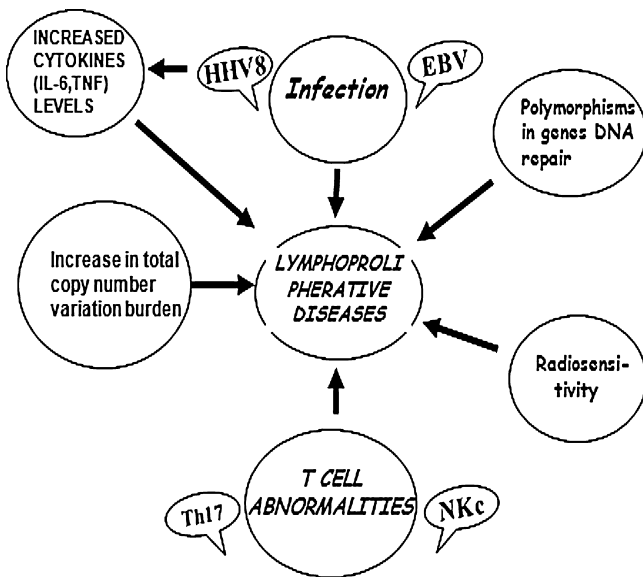 INCREASED
CYTOKINES
(IL-6,TNF)
LEVELS
HHV8
Infection
EBV
Polymorphisms
in genes DNA
repair
Increase in total
copy number
variation burden
LYMPHOPROLI
PHERATIVE
DISEASES
Radiosensi-
tivity
T CELL
ABNORMALITIES
Th17
NKc